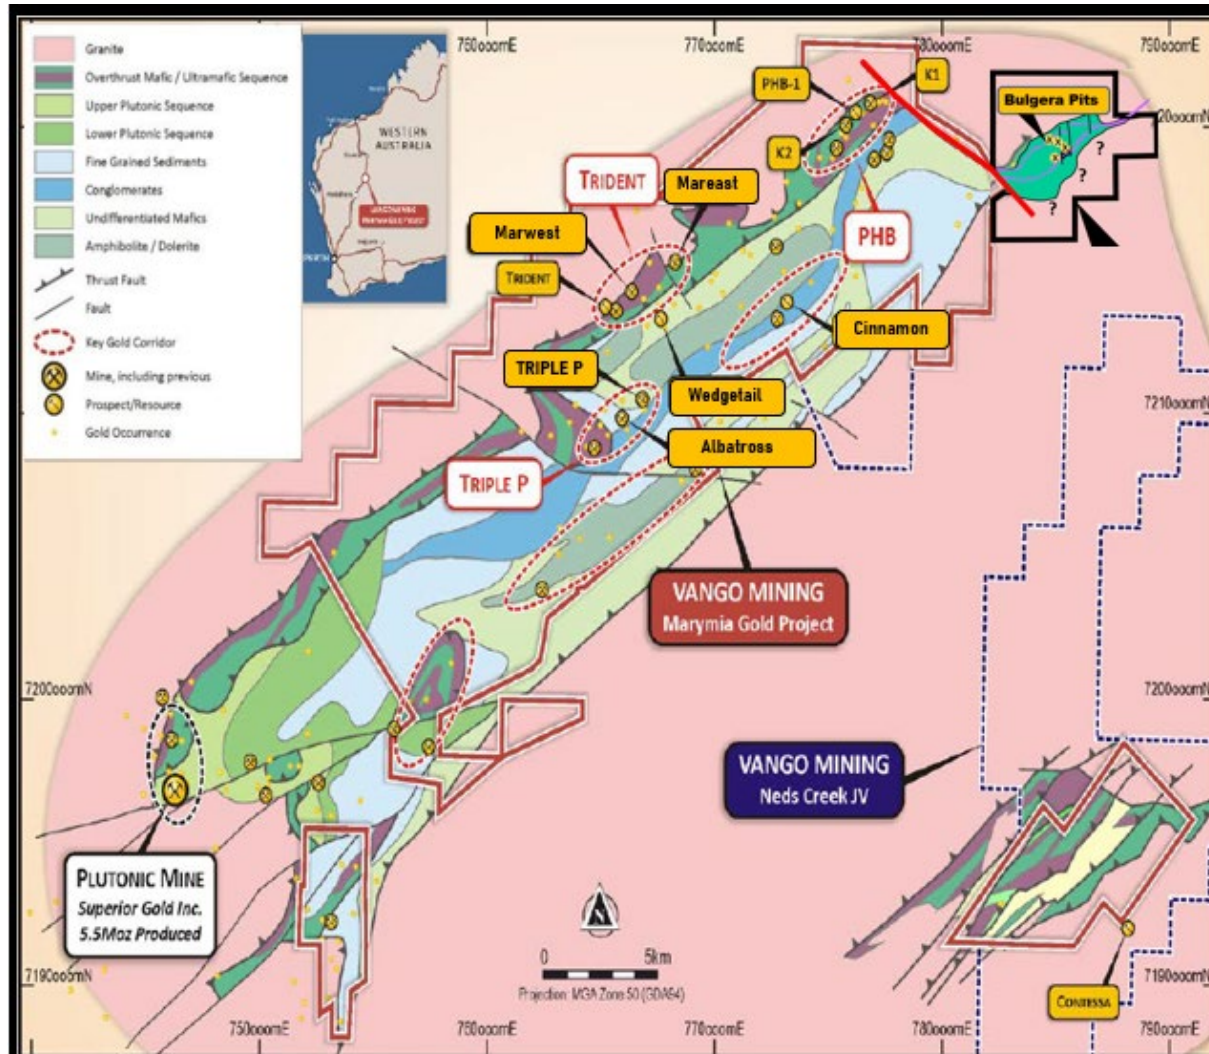 Granite
Overthrust Mafic / Ultramafic Sequence
Upper Plutonic Sequence
Lower Plutonic Sequence
Fine Grained Sediments
Conglomerates
Undifferentiated Mafics
Amphibolite / Dolerite
Thrust Fault
Fault
Key Gold Corridor
Mine, including previous
Prospect/Resource
Gold Occurrence
WESTERN
AUSTRALIA
PERTH
760000mE
770000mE
780000mE
790000mE
PHB-1
K1
K2
Bulgera Pits
20000mN
?
?
?
TRIDENT
Mareast
Marwest
TRIDENT
PHB
Cinnamon
TRIPLE P
Wedgetail
Albatross
7210000mN
TRIPLE P
VANGO MINING
Marymia Gold Project
7200000mN
7200000mN
VANGO MINING
Neds Creek JV
PLUTONIC MINE
Superior Gold Inc.
5.5Moz Produced
N
0
5km
Projection: MGA Zone 50 (GDA94)
7190000mN
7190000mN
CONTESSA
750000mE
760000mE
770000mE
780000mE
790000mE